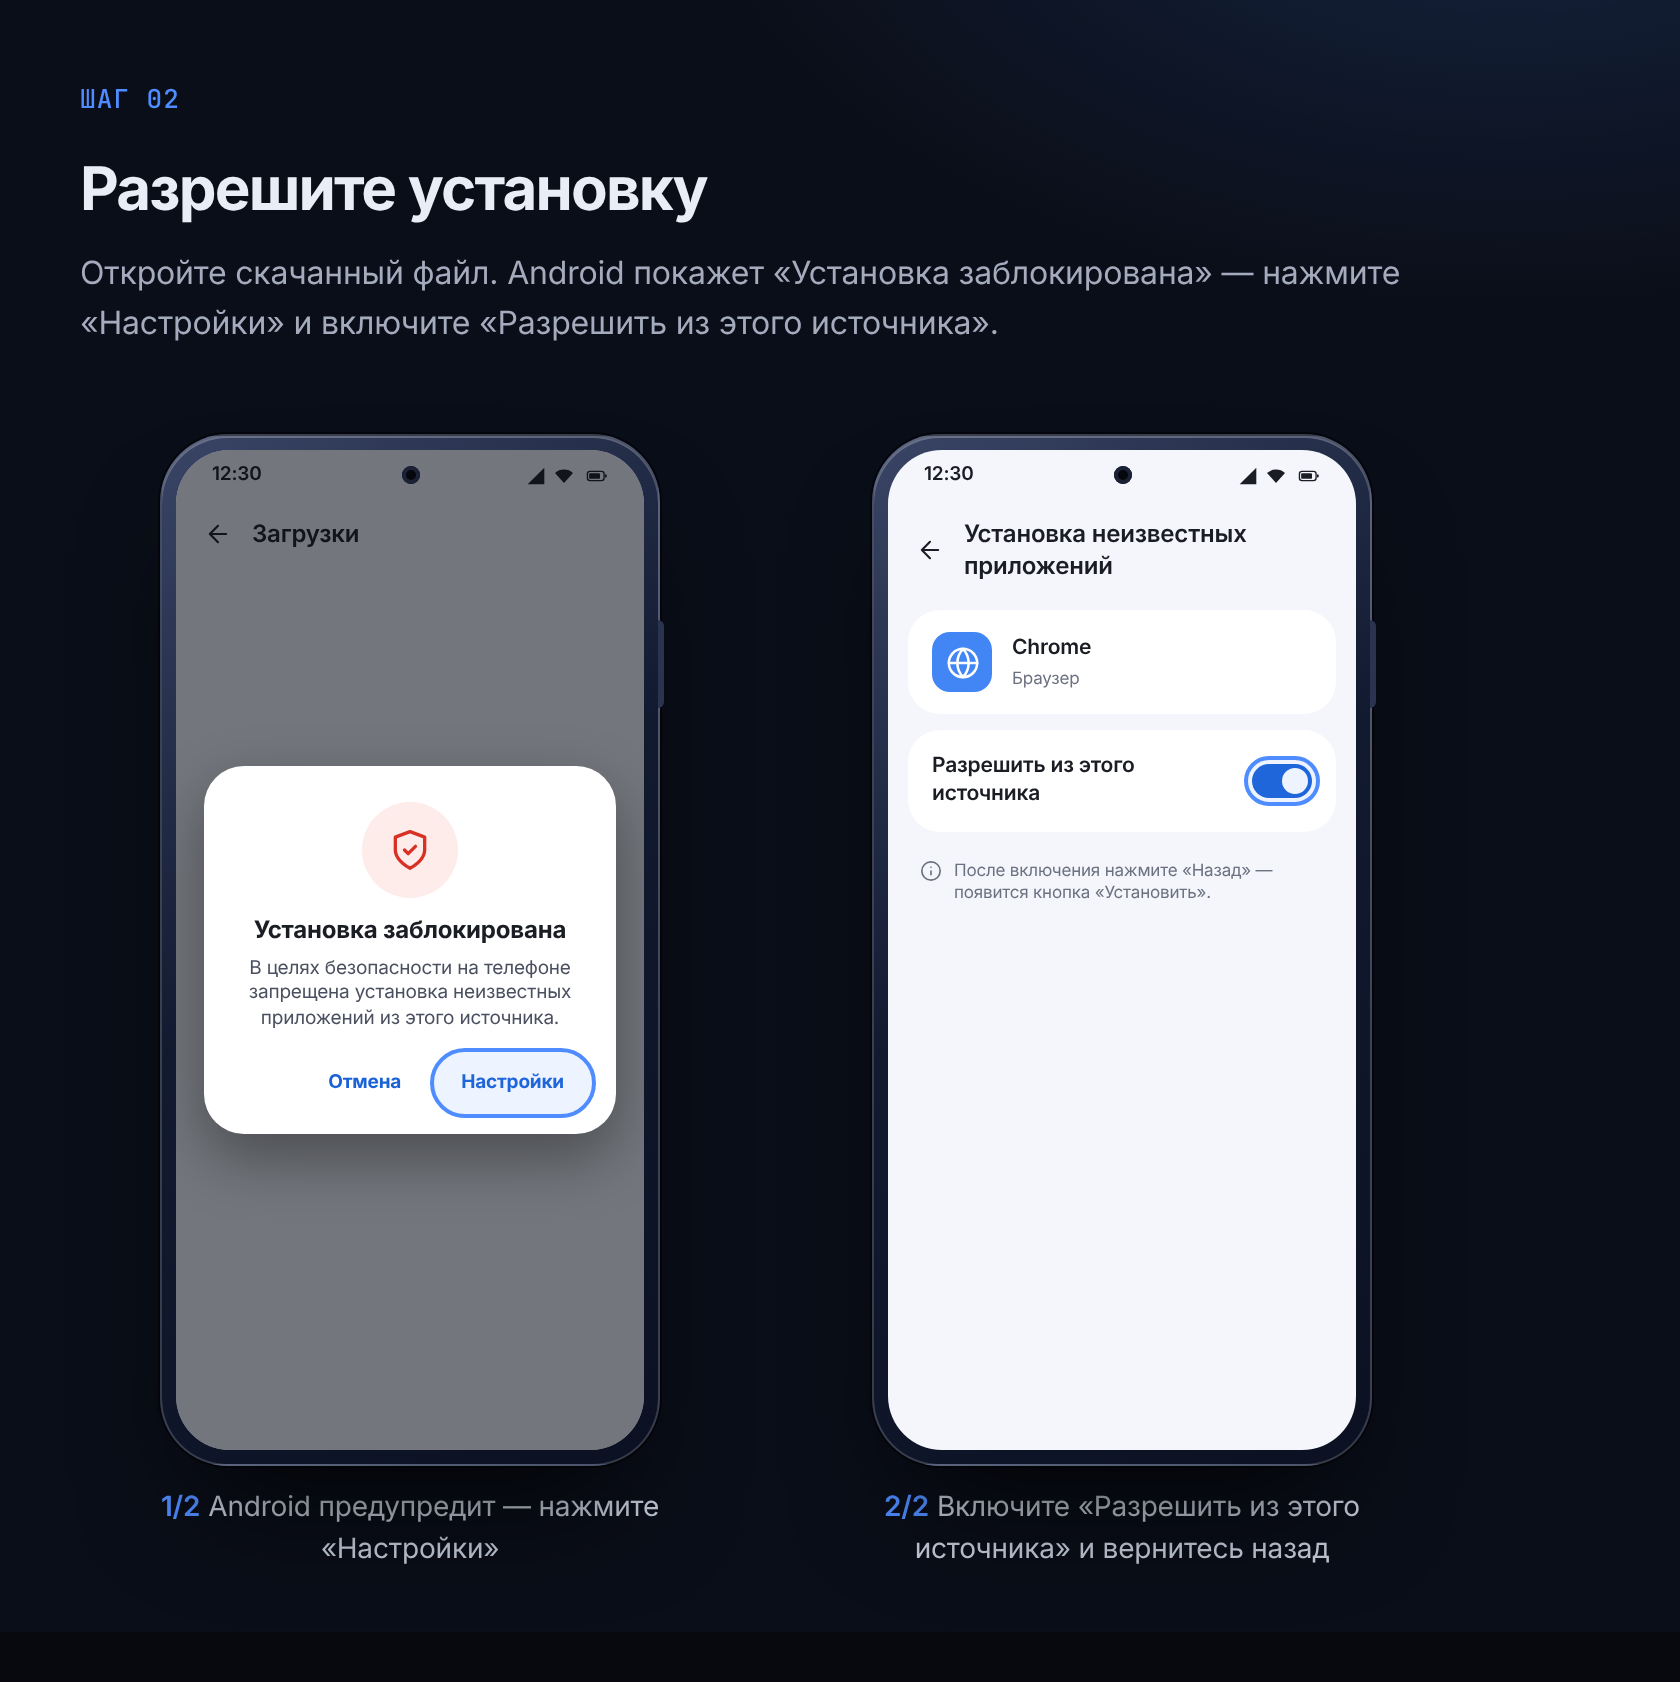 ШАГ 02
Разрешите установку
Откройте скачанный файл. Android покажет «Установка заблокирована» — нажмите
«Настройки» и включите «Разрешить из этого источника».
12:30
Загрузки
Установка заблокирована
В целях безопасности на телефоне
запрещена установка неизвестных
приложений из этого источника.
Отмена
Настройки
1/2 Android предупредит — нажмите
«Настройки»
12:30
Установка неизвестных
приложений
Chrome
Браузер
Разрешить из этого
источника
После включения нажмите «Назад» —
появится кнопка «Установить».
2/2 Включите «Разрешить из этого
источника» и вернитесь назад